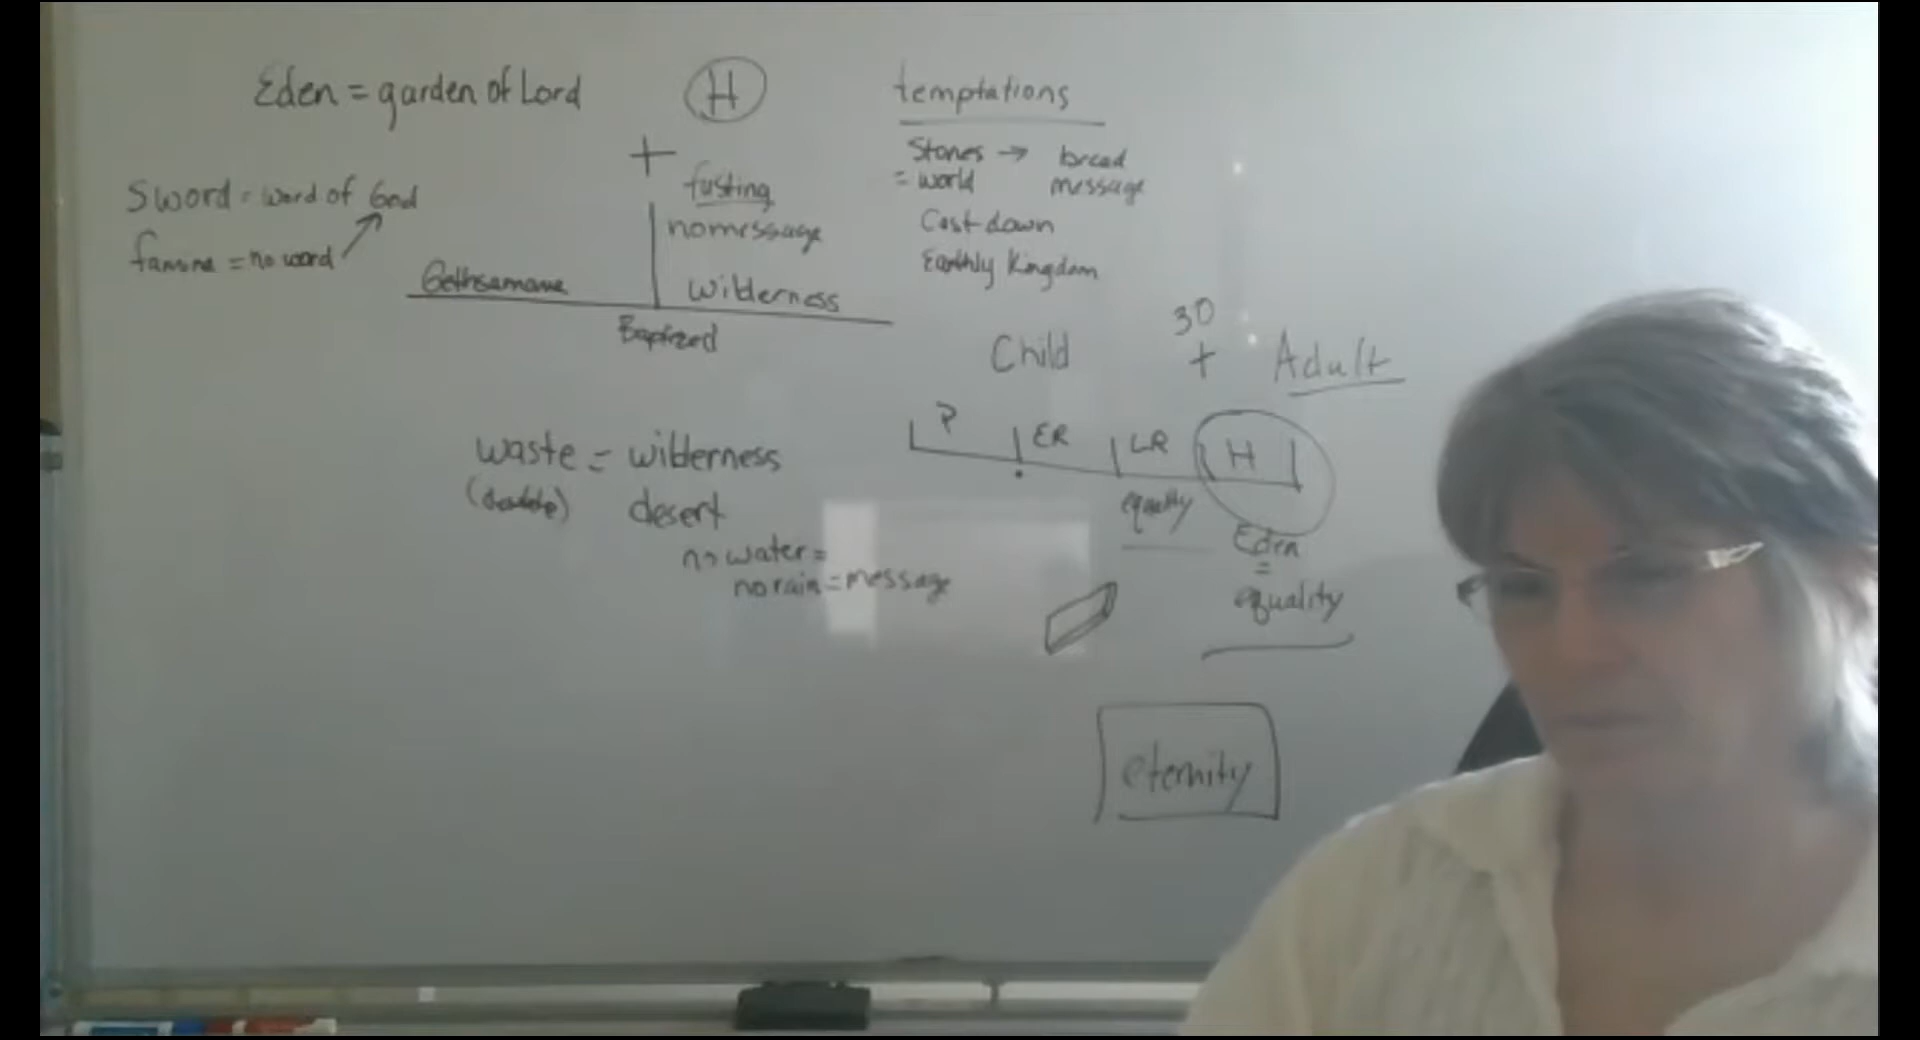 Eden = garden of Lord
H
temptations
+
Stones → bread
= world message
fasting
Sword = word of God
no message
Cast down
famine = no word
Earthly Kingdom
Gethsamane
wilderness
Baptized
30
Child + Adult
P ER LR H
waste = wilderness
desert
equality
Eden
=
equality
no water =
no rain = message
eternity